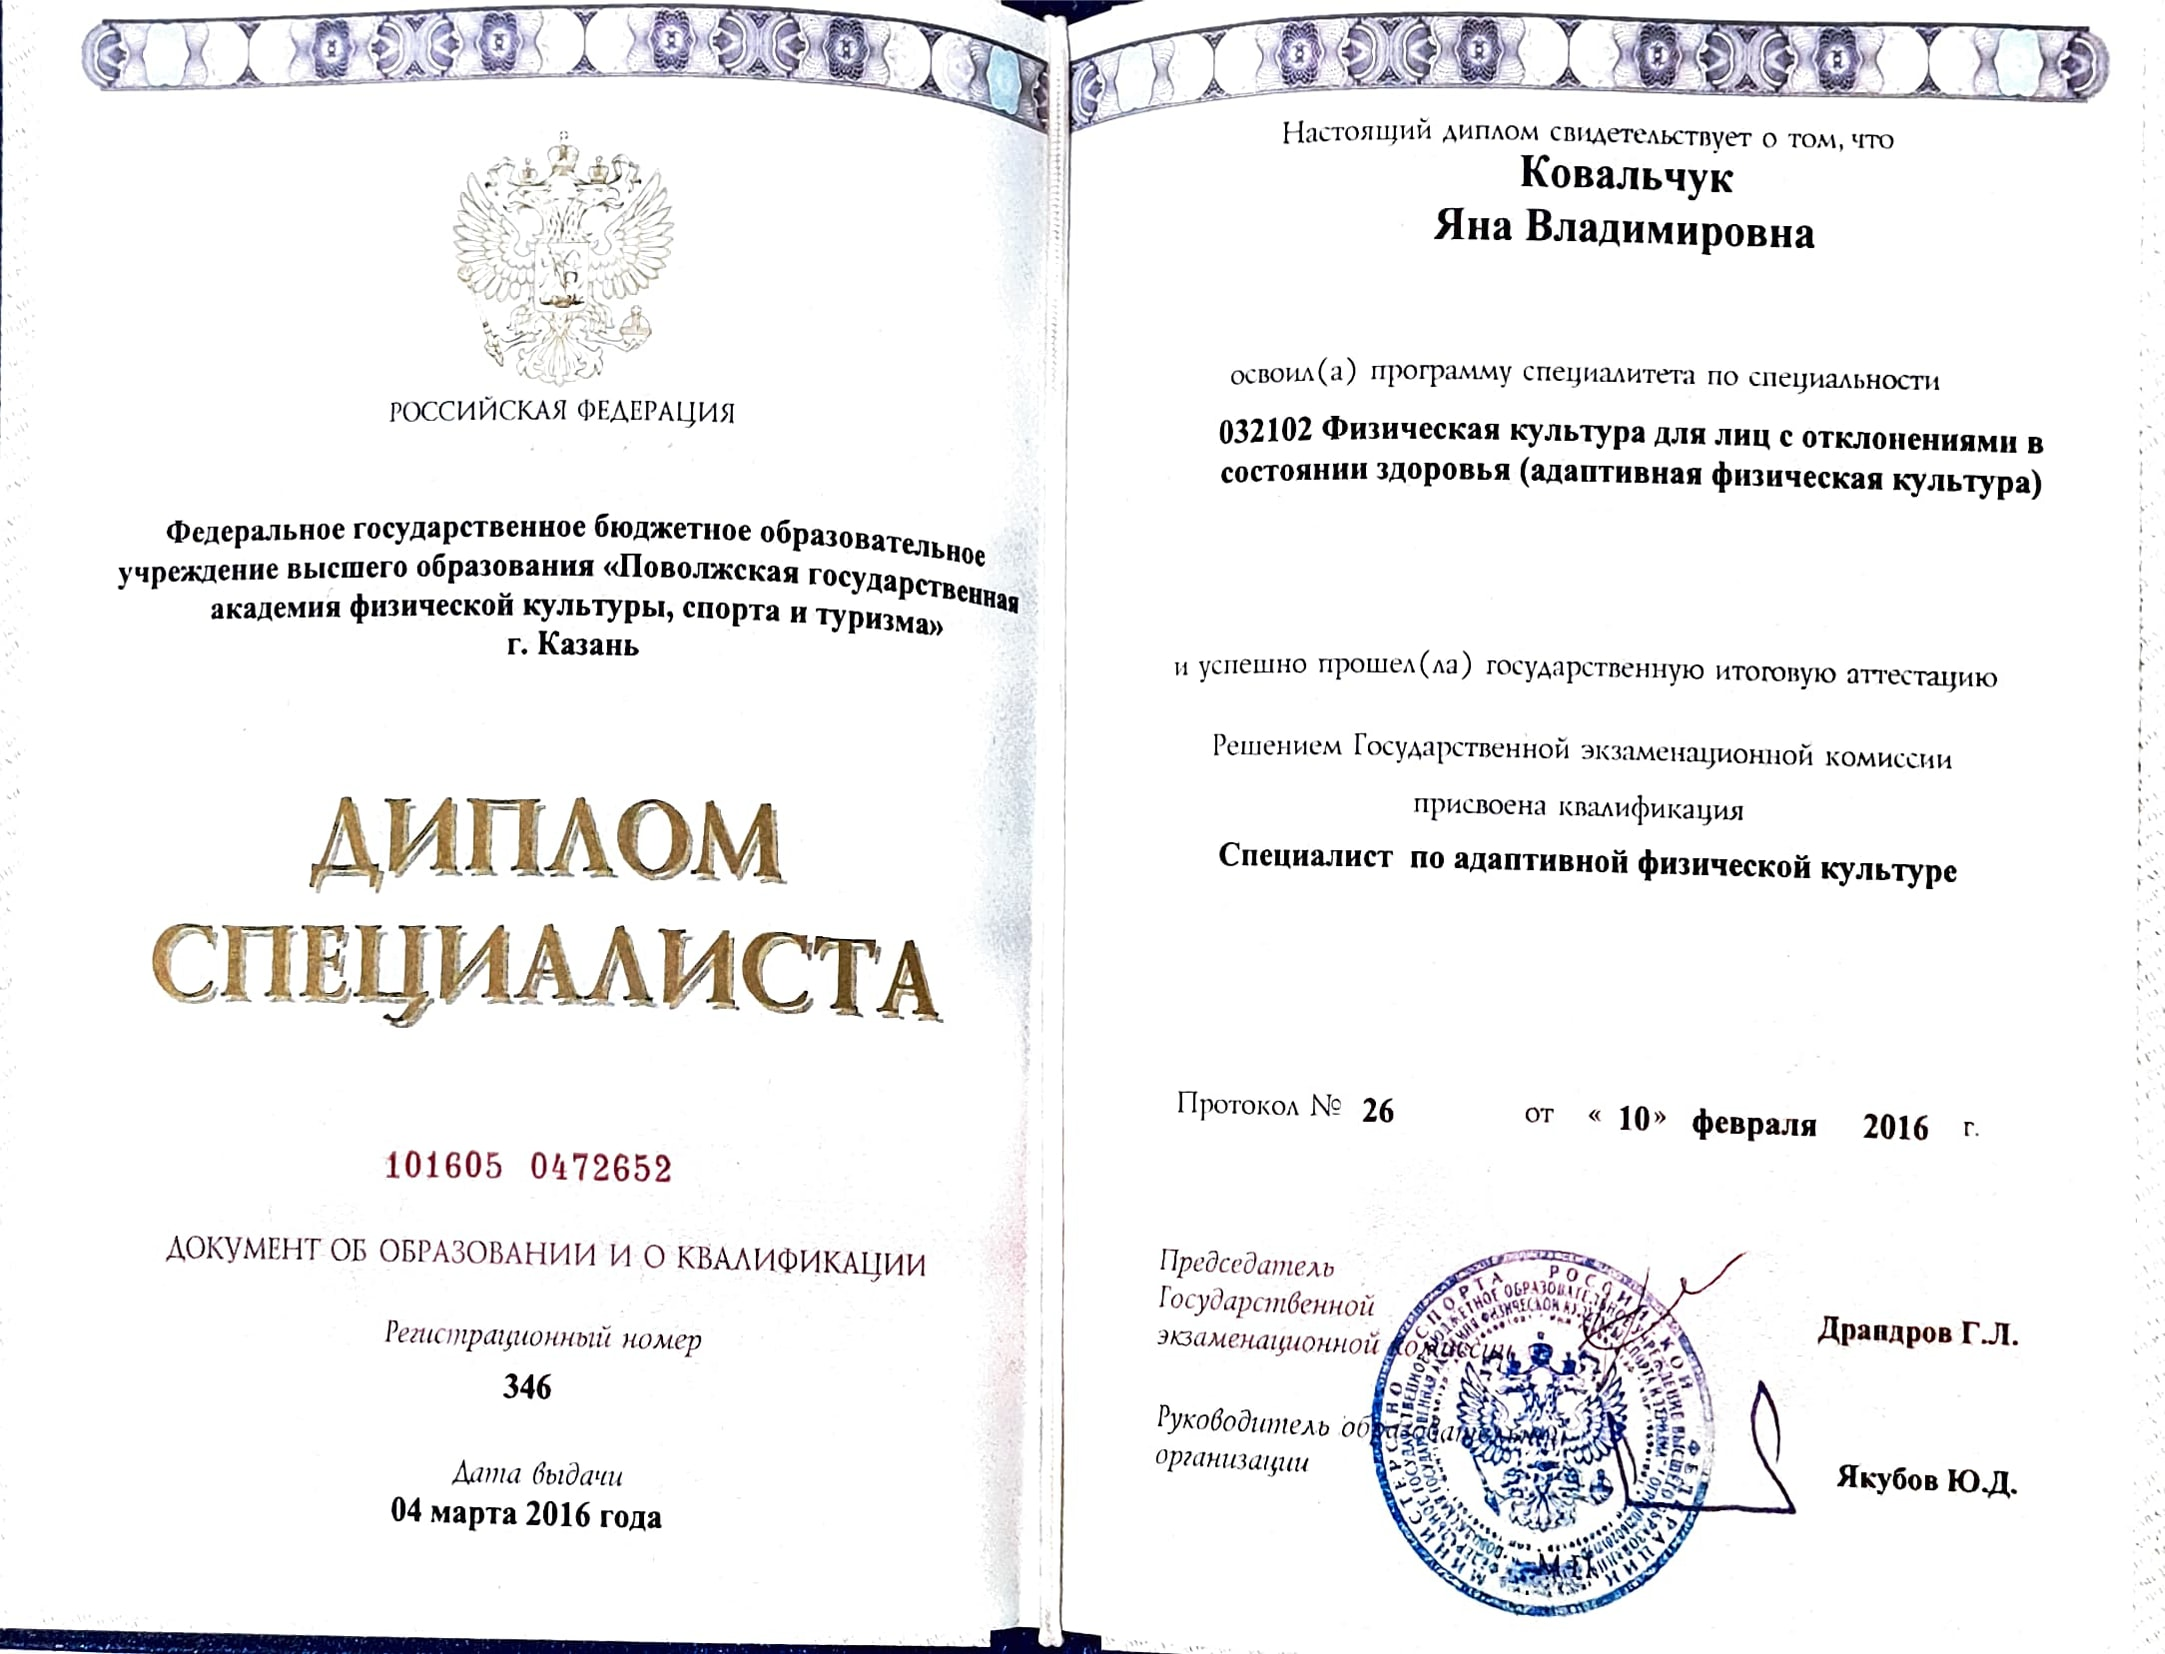 РОССИЙСКАЯ ФЕДЕРАЦИЯ
Федеральное государственное бюджетное образовательное
учреждение высшего образования «Поволжская государственная
академия физической культуры, спорта и туризма»
г. Казань
ДИПЛОМ
СПЕЦИАЛИСТА
101605 0472652
ДОКУМЕНТ ОБ ОБРАЗОВАНИИ И О КВАЛИФИКАЦИИ
Регистрационный номер
346
Дата выдачи
04 марта 2016 года
Настоящий диплом свидетельствует о том, что
Ковальчук
Яна Владимировна
освоил(а) программу специалитета по специальности
032102 Физическая культура для лиц с отклонениями в
состоянии здоровья (адаптивная физическая культура)
и успешно прошел(ла) государственную итоговую аттестацию
Решением Государственной экзаменационной комиссии
присвоена квалификация
Специалист по адаптивной физической культуре
Протокол № 26 от « 10» февраля 2016 г.
Председатель
Государственной
экзаменационной комиссии
Драндров Г.Л.
Руководитель образовательной
организации
Якубов Ю.Д.
М.П.
МИНИСТЕРСТВО СПОРТА РОССИЙСКОЙ ФЕДЕРАЦИИ